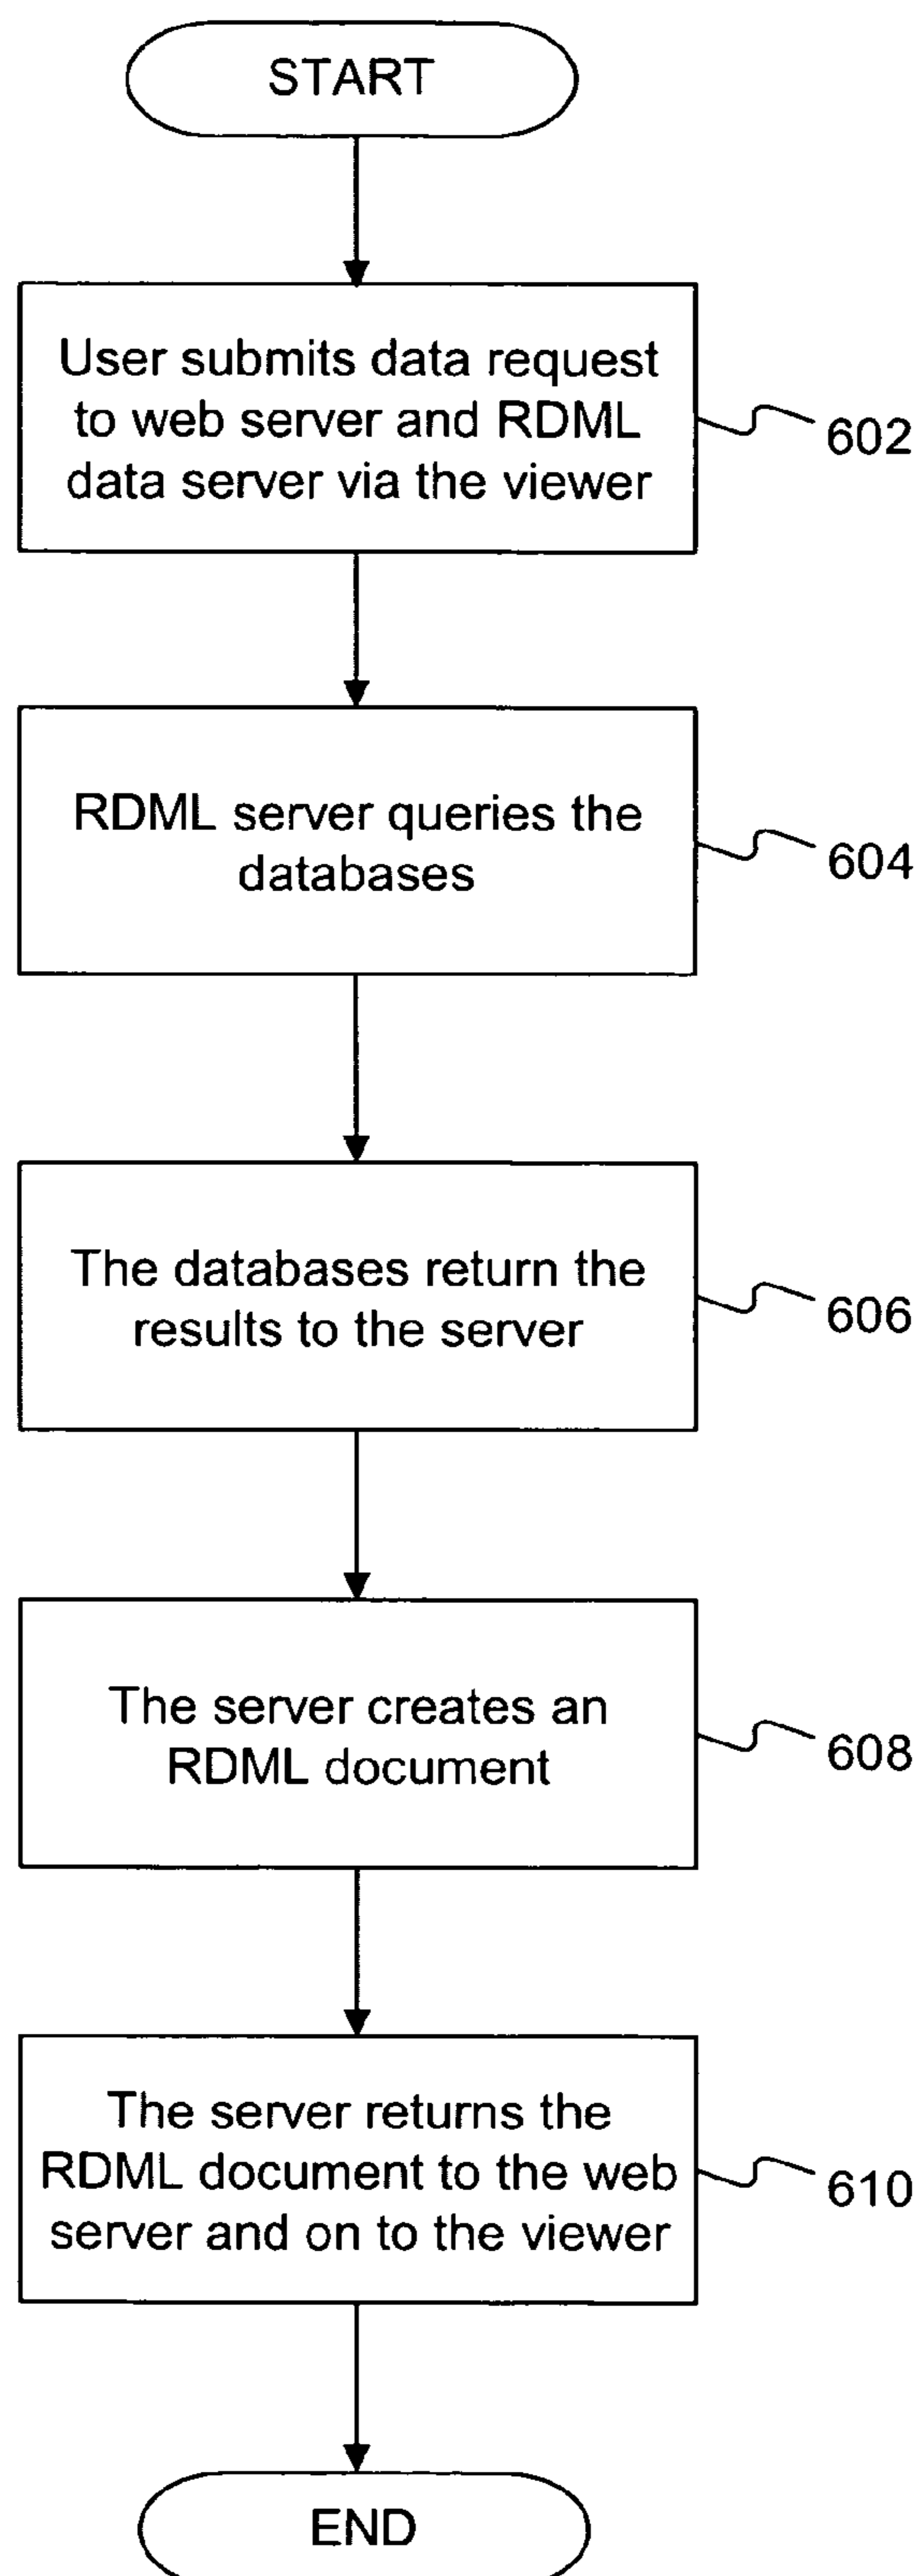 START
User submits data request
to web server and RDML
data server via the viewer
602
RDML server queries the
databases
604
The databases return the
results to the server
606
The server creates an
RDML document
608
The server returns the
RDML document to the web
server and on to the viewer
610
END